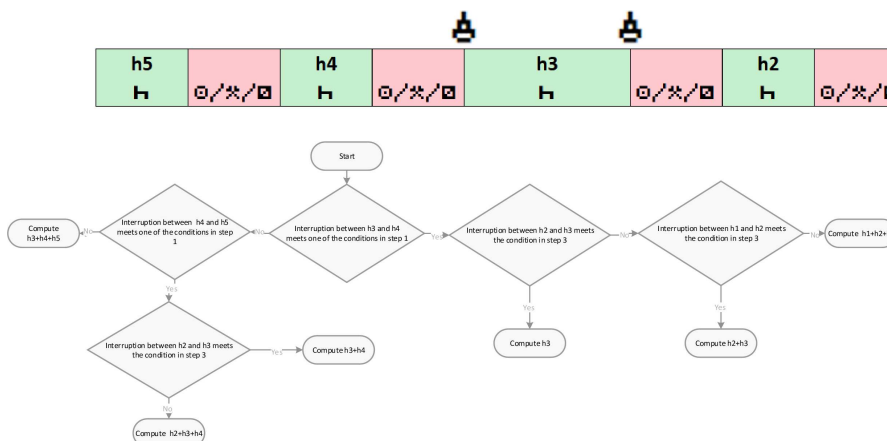 h5
h4
h3
h2
Start
Interruption between h4 and h5
meets one of the conditions in step
1
Interruption between h3 and h4
meets one of the conditions in step 1
Interruption between h2 and h3 meets
the condition in step 3
Interruption between h1 and h2 meets
the condition in step 3
Compute
h3+h4+h5
No
No
Yes
No
No
Compute h1+h2+
Yes
Yes
Yes
Interruption between h2 and h3 meets
the condition in step 3
Yes
Compute h3+h4
Compute h3
Compute h2+h3
No
Compute h2+h3+h4